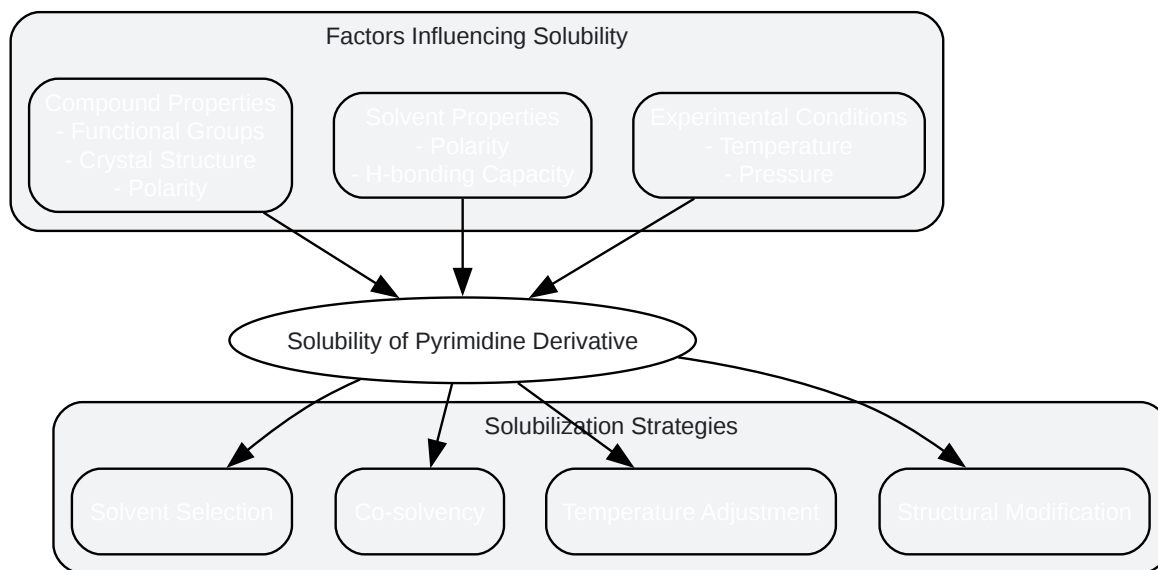 Factors Influencing Solubility
Compound Properties
- Functional Groups
- Crystal Structure
- Polarity
Solvent Properties
- Polarity
- H-bonding Capacity
Experimental Conditions
- Temperature
- Pressure
Solubility of Pyrimidine Derivative
Solubilization Strategies
Solvent Selection
Co-solvency
Temperature Adjustment
Structural Modification